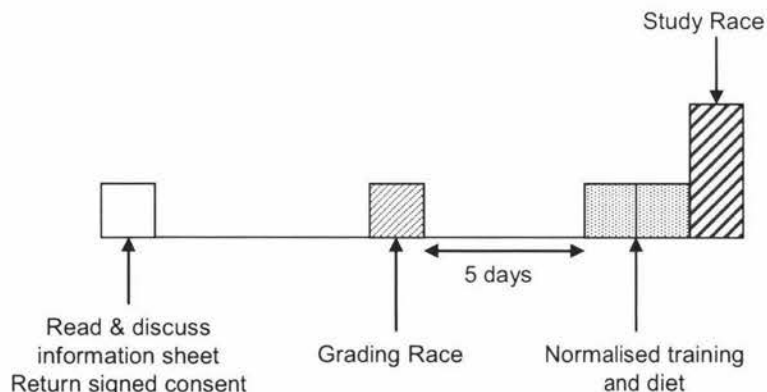 Study Race
5 days
Read & discuss
information sheet
Return signed consent
Grading Race
Normalised training
and diet